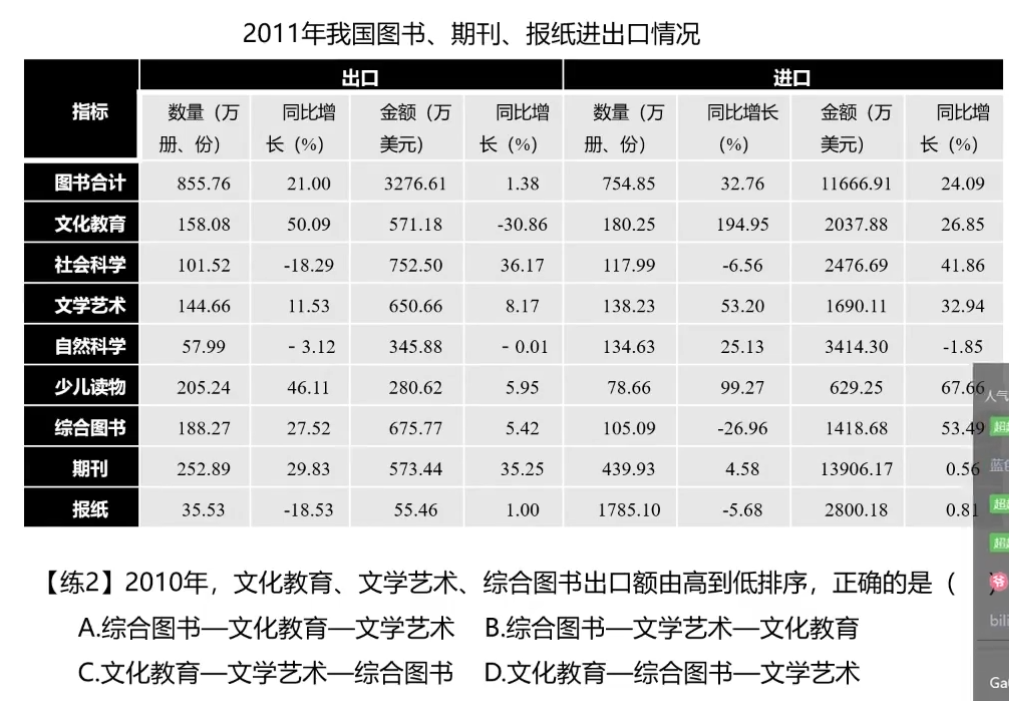 2011年我国图书、期刊、报纸进出口情况
指标 出口 进口
数量（万册、份） 同比增长（%） 金额（万美元） 同比增长（%） 数量（万册、份） 同比增长（%） 金额（万美元） 同比增长（%）
图书合计 855.76 21.00 3276.61 1.38 754.85 32.76 11666.91 24.09
文化教育 158.08 50.09 571.18 -30.86 180.25 194.95 2037.88 26.85
社会科学 101.52 -18.29 752.50 36.17 117.99 -6.56 2476.69 41.86
文学艺术 144.66 11.53 650.66 8.17 138.23 53.20 1690.11 32.94
自然科学 57.99 - 3.12 345.88 - 0.01 134.63 25.13 3414.30 -1.85
少儿读物 205.24 46.11 280.62 5.95 78.66 99.27 629.25 67.66
综合图书 188.27 27.52 675.77 5.42 105.09 -26.96 1418.68 53.49
期刊 252.89 29.83 573.44 35.25 439.93 4.58 13906.17 0.56
报纸 35.53 -18.53 55.46 1.00 1785.10 -5.68 2800.18 0.81
人气
【练2】2010年，文化教育、文学艺术、综合图书出口额由高到低排序，正确的是（
A.综合图书—文化教育—文学艺术 B.综合图书—文学艺术—文化教育
C.文化教育—文学艺术—综合图书 D.文化教育—综合图书—文学艺术
bili
Ga